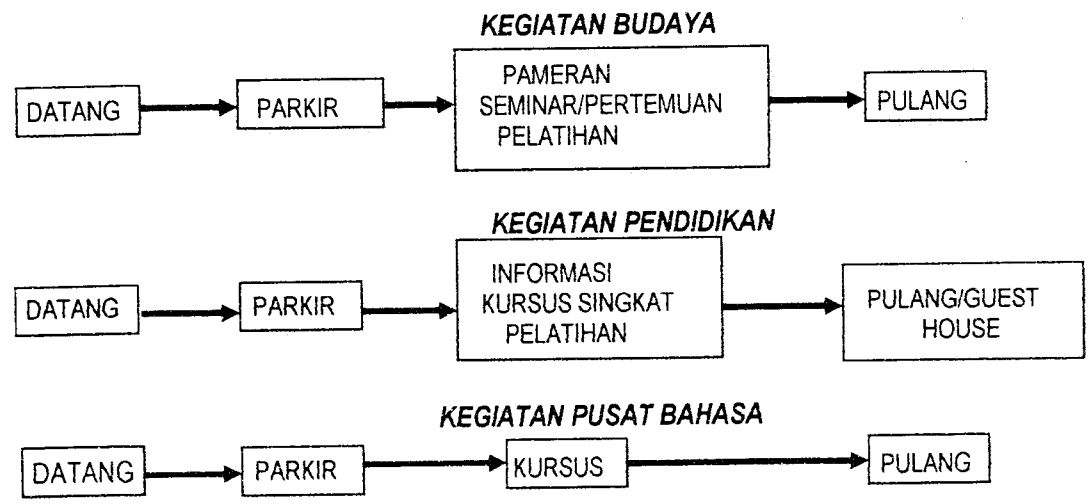 KEGIATAN BUDAYA
DATANG
PARKIR
PAMERAN
SEMINAR/PERTEMUAN
PELATIHAN
PULANG
KEGIATAN PENDIDIKAN
DATANG
PARKIR
INFORMASI
KURSUS SINGKAT
PELATIHAN
PULANG/GUEST
HOUSE
KEGIATAN PUSAT BAHASA
DATANG
PARKIR
KURSUS
PULANG